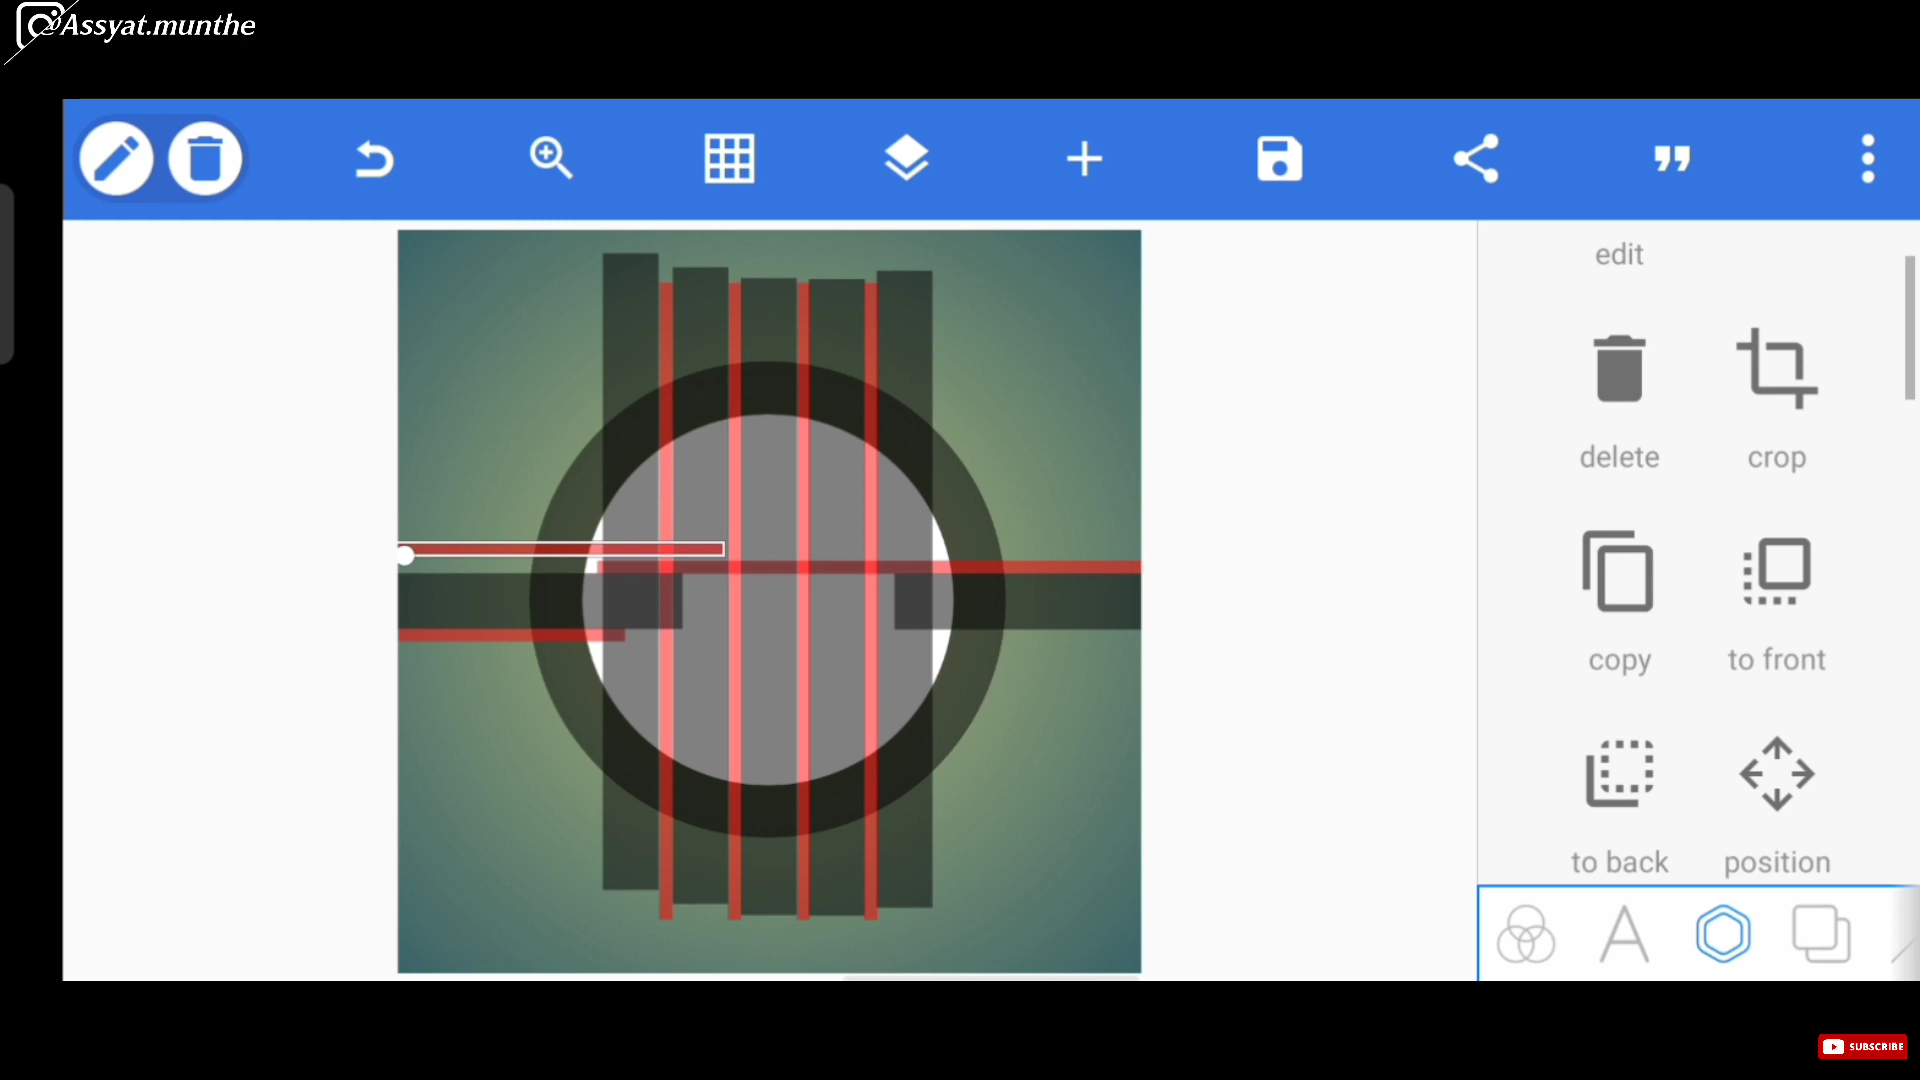 @Assyat.munthe
edit
delete
crop
copy
to front
to back
position
SUBSCRIBE